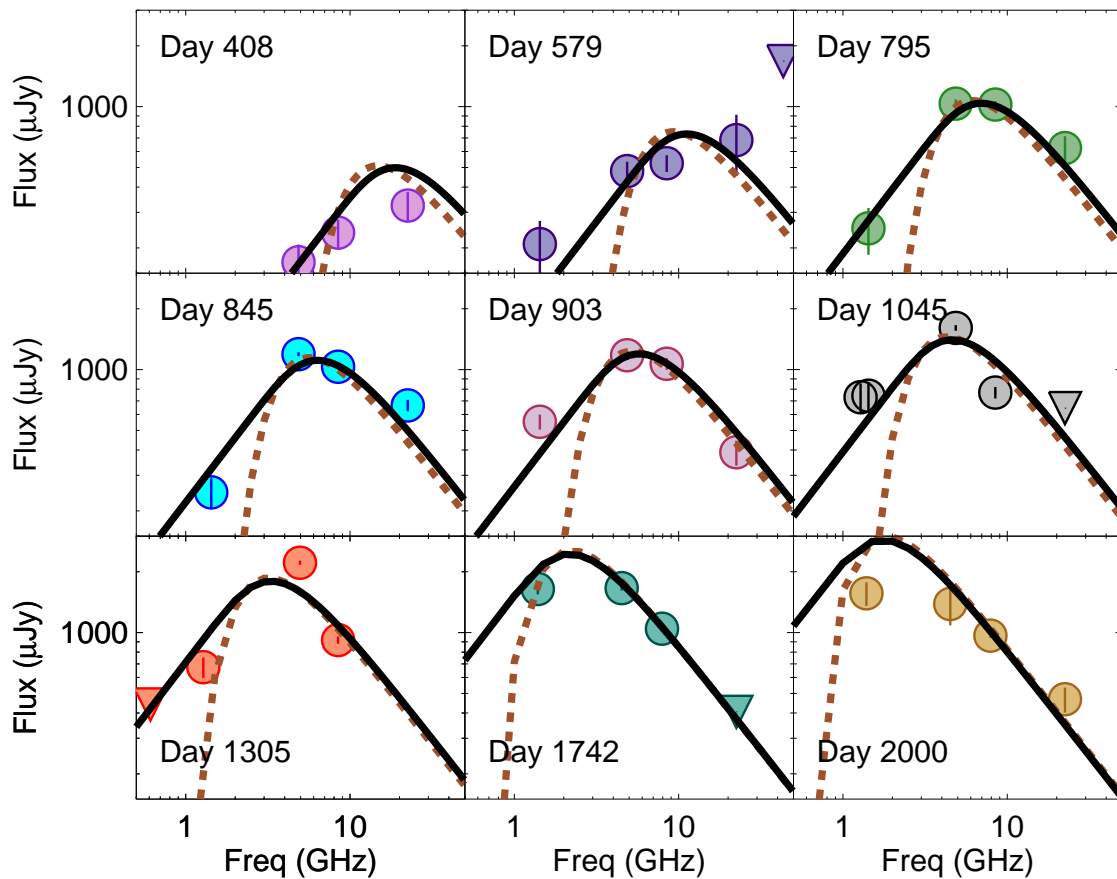 Day 408
Day 579
Day 795
Flux (μJy)
1000
Day 845
Day 903
Day 1045
Flux (μJy)
1000
Day 1305
Day 1742
Day 2000
Flux (μJy)
1000
1 10
1 10
1 10
Freq (GHz)
Freq (GHz)
Freq (GHz)